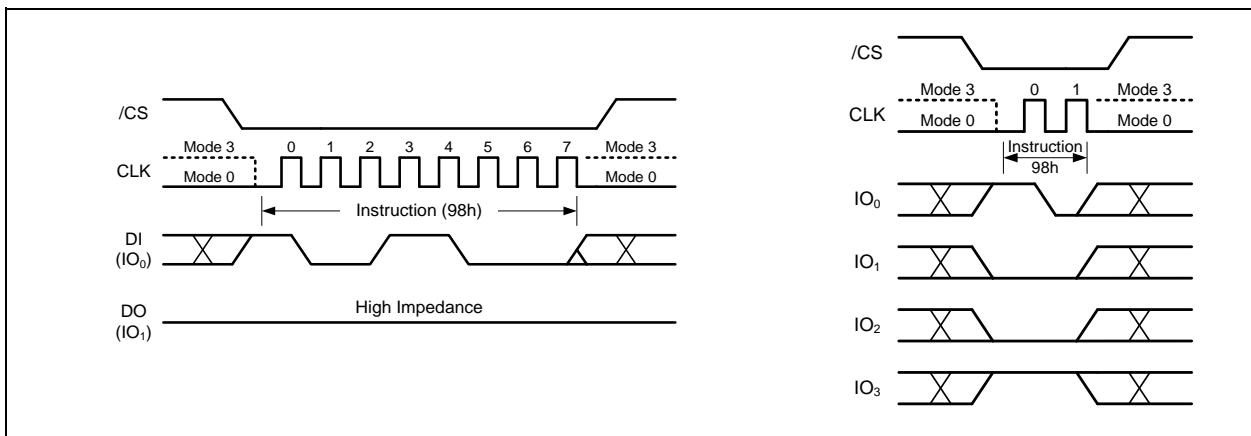 /CS
Mode 3
0 1 2 3 4 5 6 7
Mode 3
CLK
Mode 0
Mode 0
Instruction (98h)
DI
(IO₀)
High Impedance
DO
(IO₁)
/CS
Mode 3
0 1
Mode 3
CLK
Mode 0
Mode 0
Instruction
98h
IO₀
IO₁
IO₂
IO₃